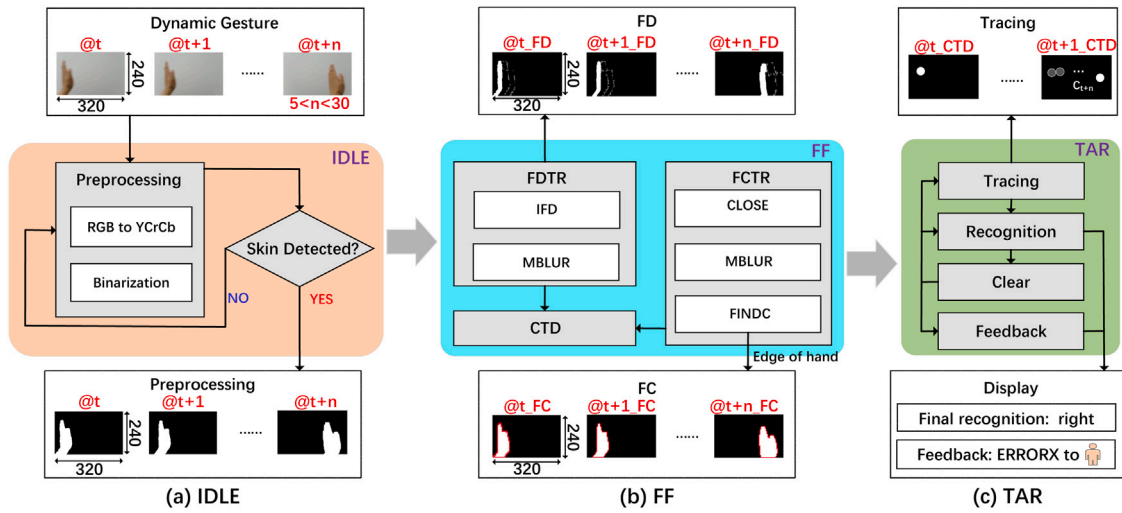 Dynamic Gesture
@t
@t+1
@t+n
240
......
320
5<n<30
IDLE
Preprocessing
RGB to YCrCb
Binarization
Skin Detected?
NO
YES
Preprocessing
@t
@t+1
@t+n
240
......
320
(a) IDLE
FD
@t_FD
@t+1_FD
@t+n_FD
240
......
320
FF
FDTR
IFD
MBLUR
FCTR
CLOSE
MBLUR
FINDC
CTD
Edge of hand
FC
@t_FC
@t+1_FC
@t+n_FC
240
......
320
(b) FF
Tracing
@t_CTD
@t+1_CTD
......
...
Ct+n
TAR
Tracing
Recognition
Clear
Feedback
Display
Final recognition: right
Feedback: ERRORX to
(c) TAR